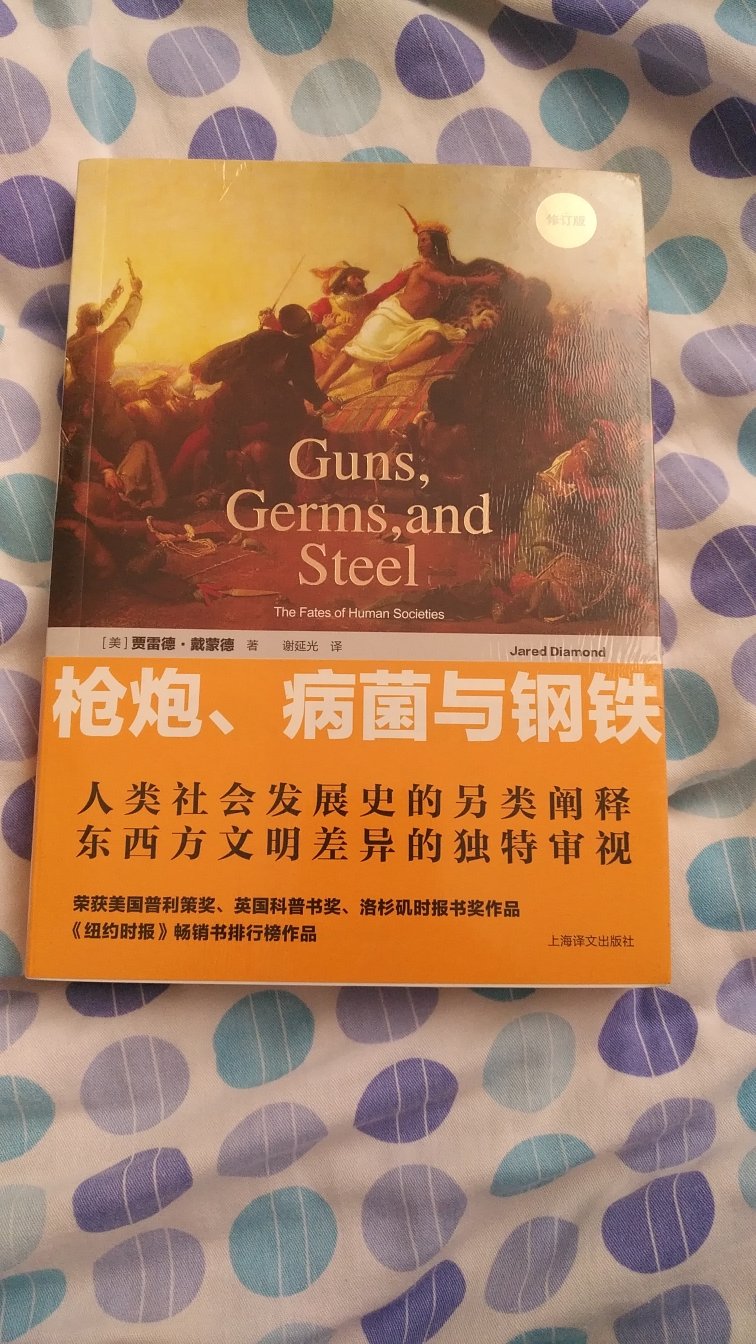 修订版
Guns,
Germs,and
Steel
The Fates of Human Societies
[美]贾雷德·戴蒙德 著 谢延光 译
Jared Diamond
枪炮、病菌与钢铁
人类社会发展史的另类阐释
东西方文明差异的独特审视
荣获美国普利策奖、英国科普书奖、洛杉矶时报书奖作品
《纽约时报》畅销书排行榜作品
上海译文出版社